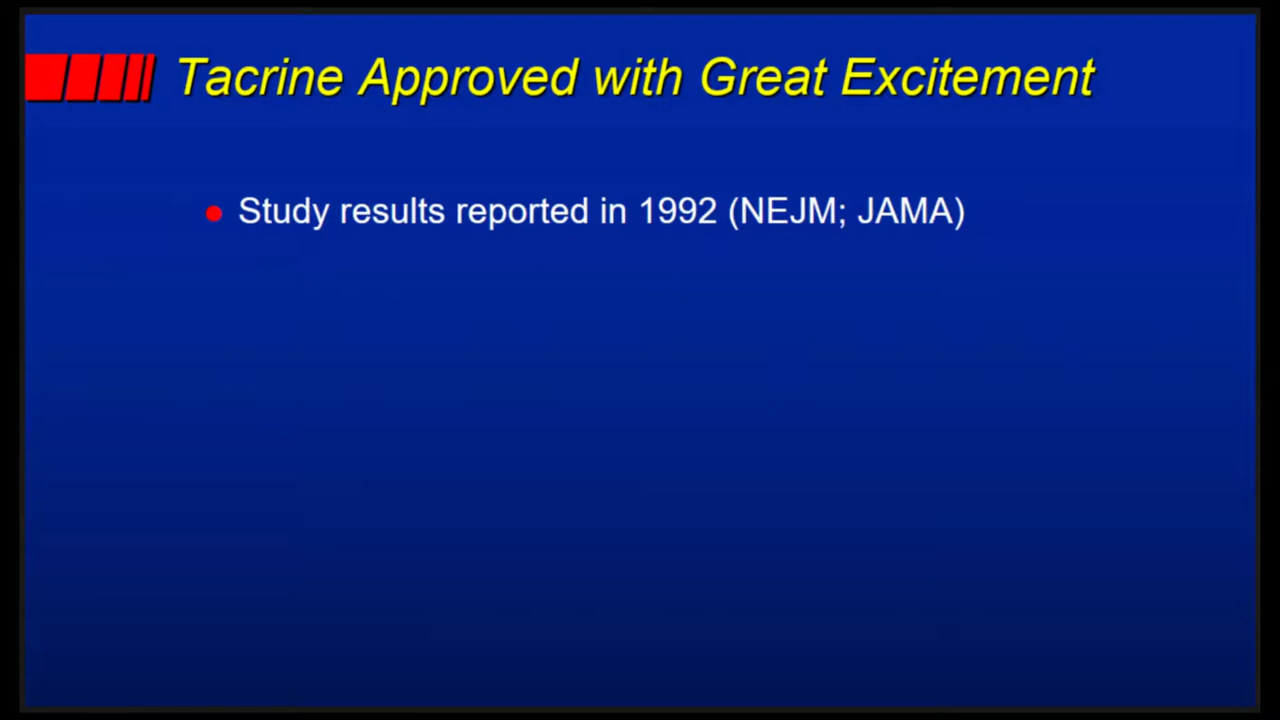 Tacrine Approved with Great Excitement
Study results reported in 1992 (NEJM; JAMA)